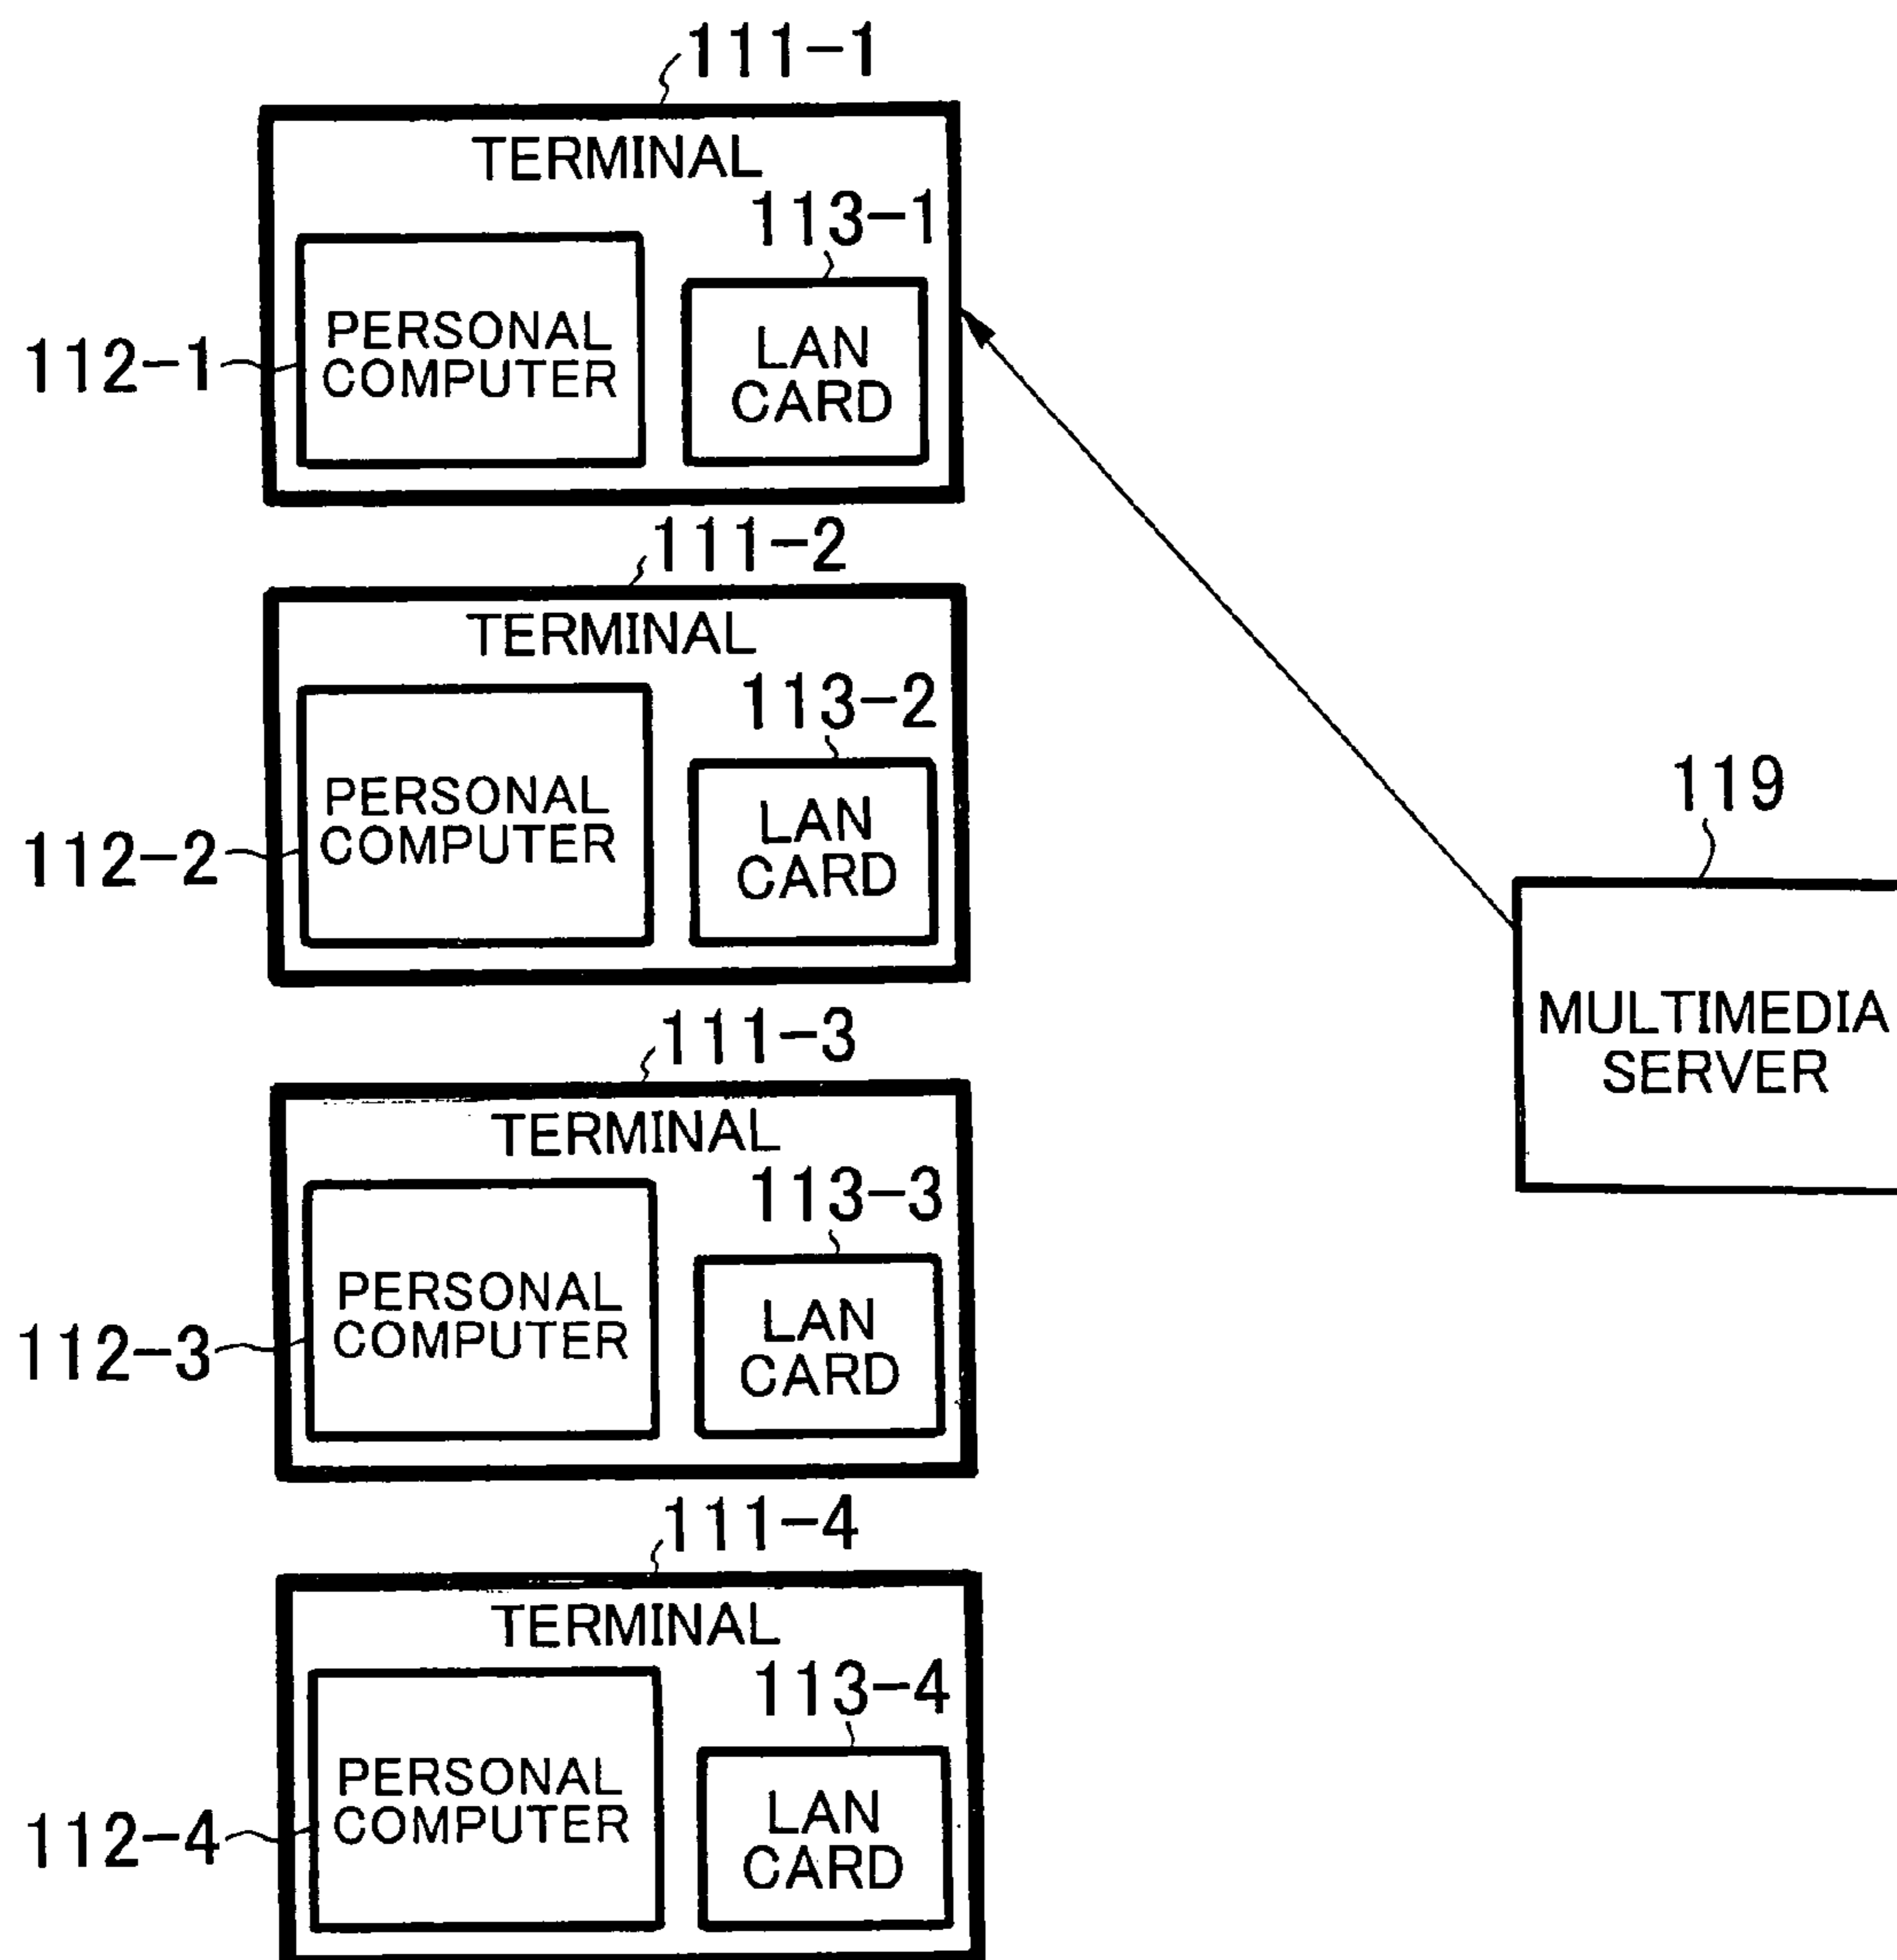 111-1
TERMINAL
113-1
112-1
PERSONAL
COMPUTER
LAN
CARD
111-2
TERMINAL
113-2
112-2
PERSONAL
COMPUTER
LAN
CARD
119
MULTIMEDIA
SERVER
111-3
TERMINAL
113-3
112-3
PERSONAL
COMPUTER
LAN
CARD
111-4
TERMINAL
113-4
112-4
PERSONAL
COMPUTER
LAN
CARD